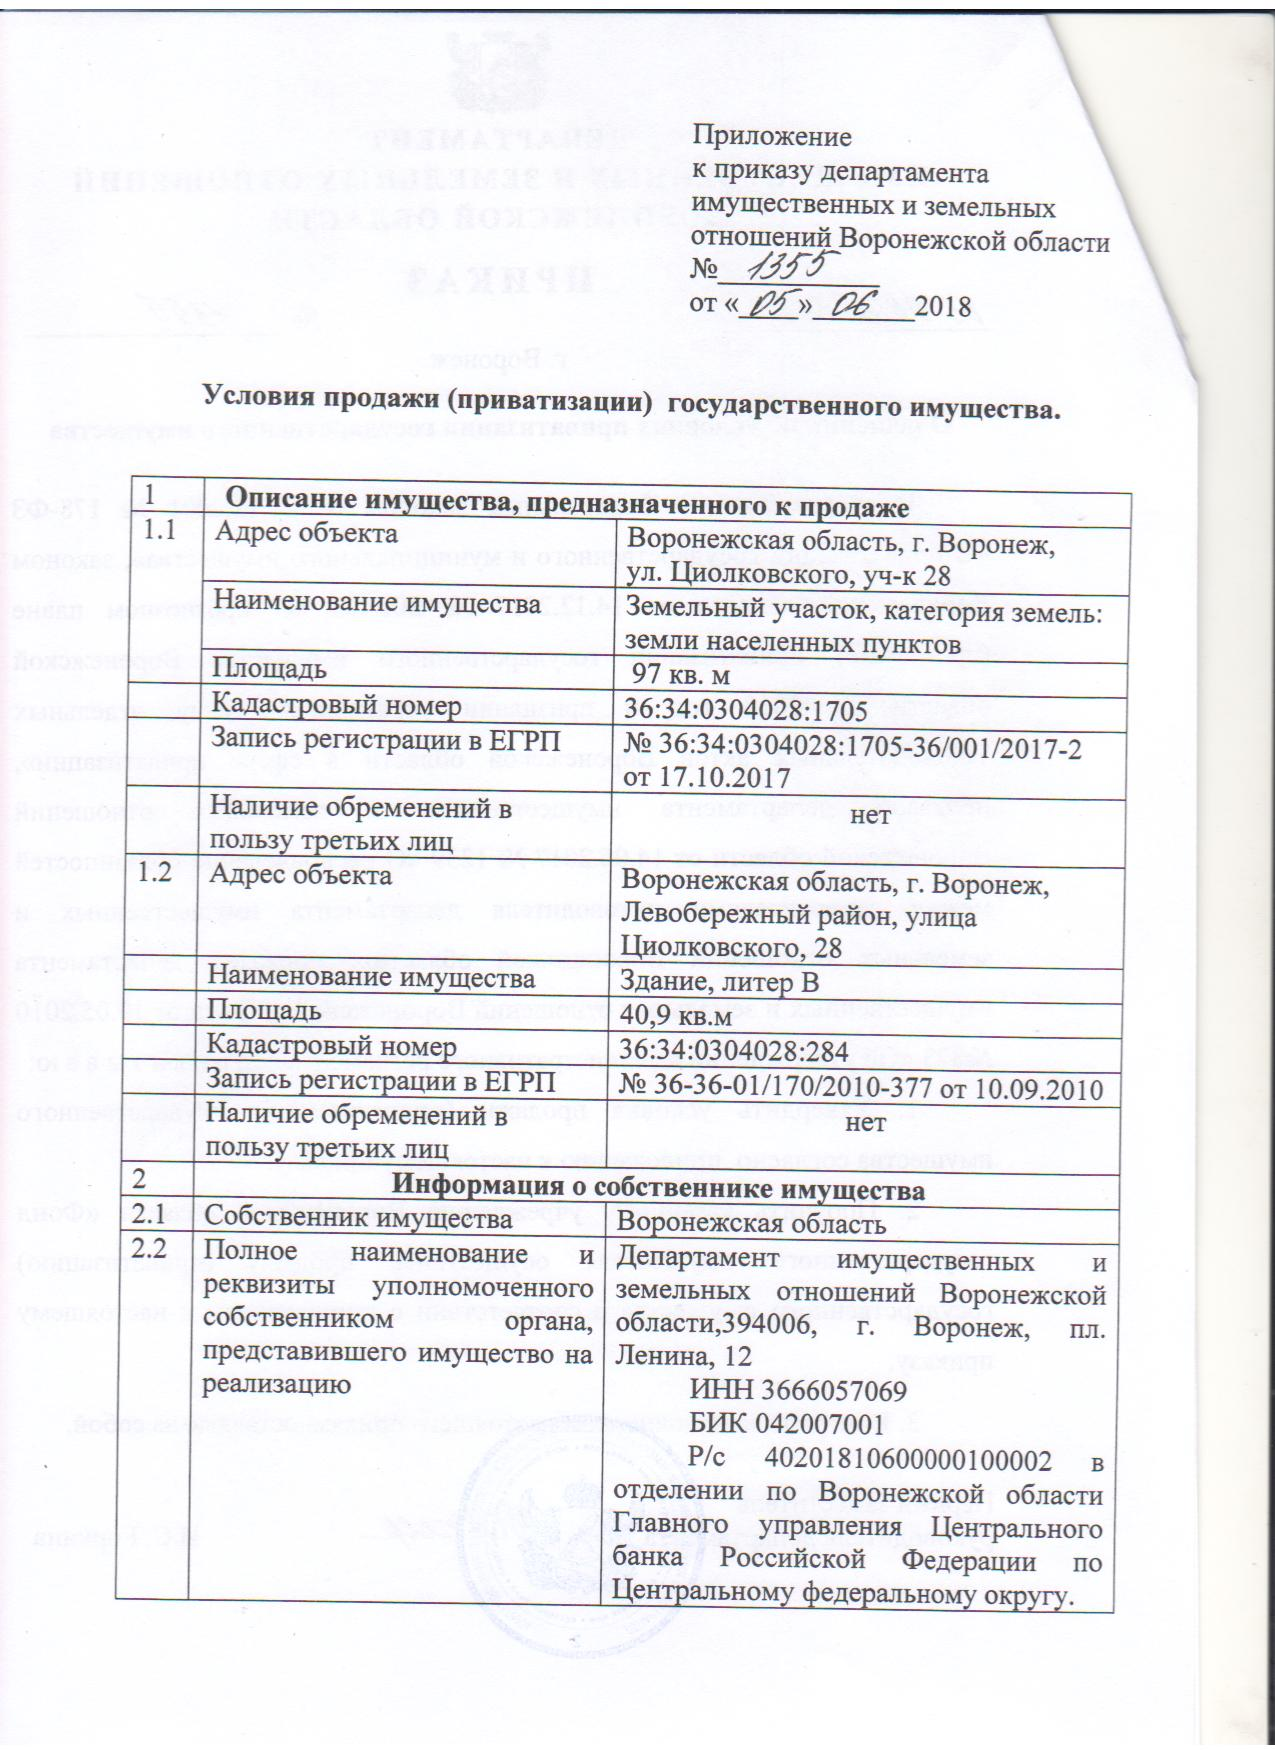 Приложение
к приказу департамента
имущественных и земельных
отношений Воронежской области
№ 1355
от « 05 » 06 2018
Условия продажи (приватизации) государственного имущества.
1 Описание имущества, предназначенного к продаже
1.1 Адрес объекта Воронежская область, г. Воронеж,
ул. Циолковского, уч-к 28
Наименование имущества Земельный участок, категория земель:
земли населенных пунктов
Площадь 97 кв. м
Кадастровый номер 36:34:0304028:1705
Запись регистрации в ЕГРП № 36:34:0304028:1705-36/001/2017-2
от 17.10.2017
Наличие обременений в нет
пользу третьих лиц
1.2 Адрес объекта Воронежская область, г. Воронеж,
Левобережный район, улица
Циолковского, 28
Наименование имущества Здание, литер В
Площадь 40,9 кв.м
Кадастровый номер 36:34:0304028:284
Запись регистрации в ЕГРП № 36-36-01/170/2010-377 от 10.09.2010
Наличие обременений в нет
пользу третьих лиц
2 Информация о собственнике имущества
2.1 Собственник имущества Воронежская область
2.2 Полное наименование и Департамент имущественных и
реквизиты уполномоченного земельных отношений Воронежской
собственником органа, области,394006, г. Воронеж, пл.
представившего имущество на Ленина, 12
реализацию ИНН 3666057069
БИК 042007001
Р/с 40201810600000100002 в
отделении по Воронежской области
Главного управления Центрального
банка Российской Федерации по
Центральному федеральному округу.